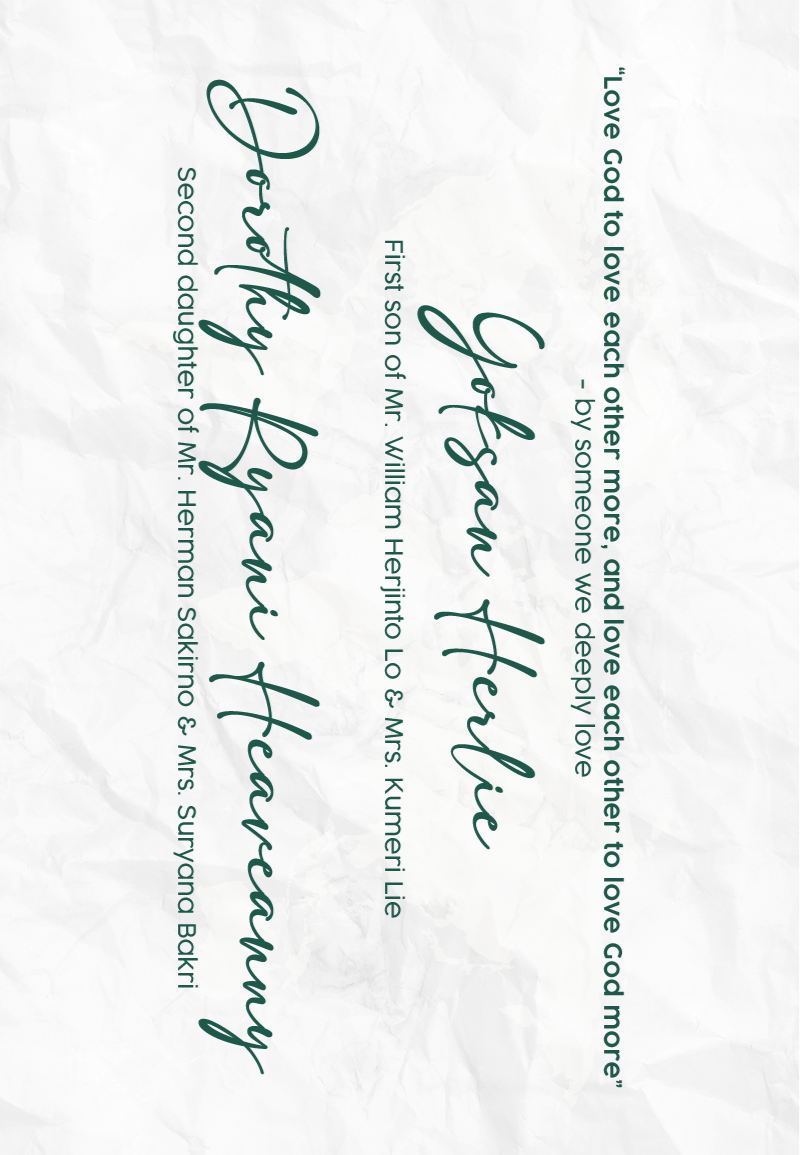 “Love God to love each other more, and love each other to love God more”
- by someone we deeply love
Yoksan Herlie
First son of Mr. William Herjinto Lo & Mrs. Kumeri Lie
Dorothy Ryani Heaveanny
Second daughter of Mr. Herman Sakirno & Mrs. Suryana Bakri